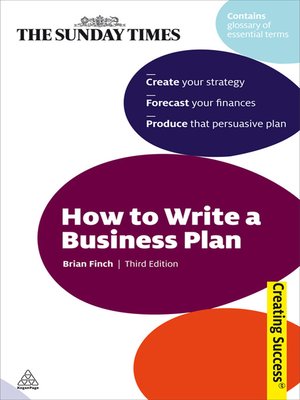 Contains
glossary of
essential terms
THE SUNDAY TIMES
Create your strategy
Forecast your finances
Produce that persuasive plan
How to Write a
Business Plan
Brian Finch | Third Edition
Creating Success
KoganPage